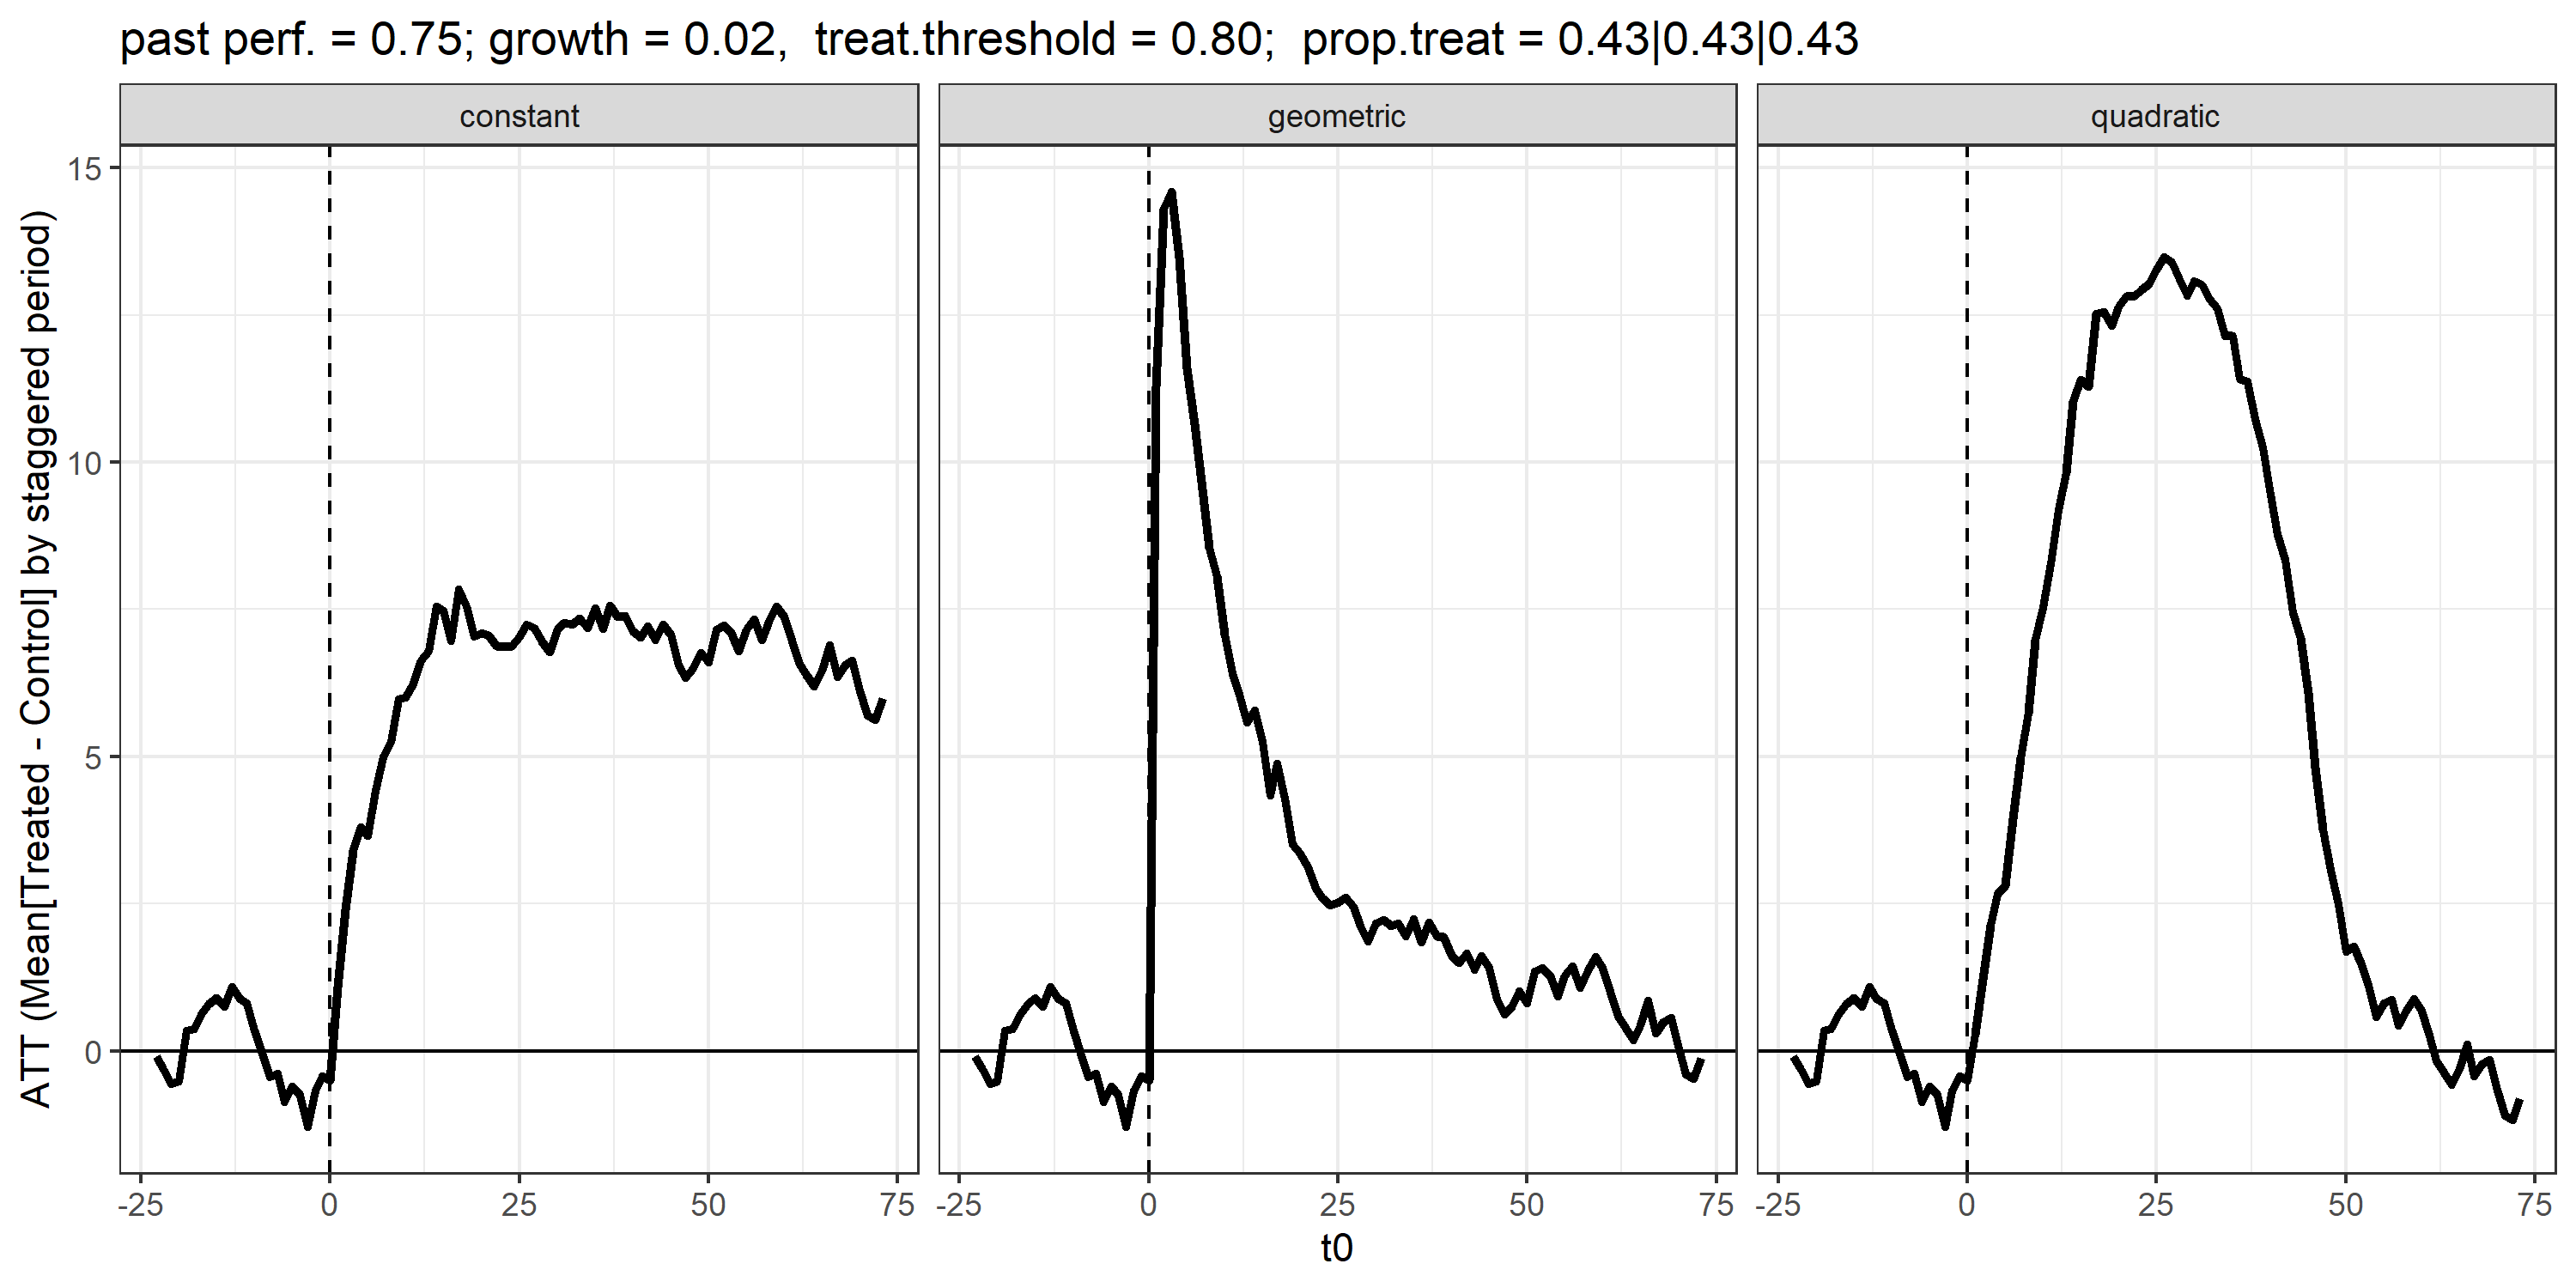 past perf. = 0.75; growth = 0.02,  treat.threshold = 0.80;  prop.treat = 0.43|0.43|0.43
constant
geometric
quadratic
ATT (Mean[Treated - Control] by staggered period)
15
10
5
0
-25 0 25 50 75
-25 0 25 50 75
-25 0 25 50 75
t0